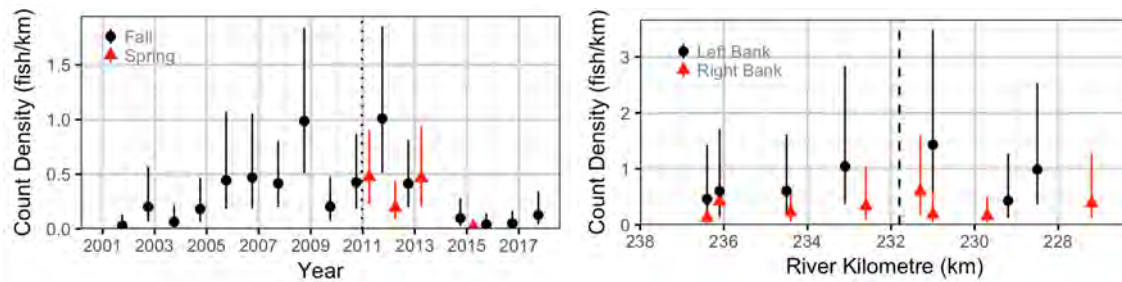 Count Density (fish/km)
1.5
1.0
0.5
0.0
Fall
Spring
2001 2003 2005 2007 2009 2011 2013 2015 2017
Year
Count Density (fish/km)
3
2
1
0
Left Bank
Right Bank
238 236 234 232 230 228
River Kilometre (km)